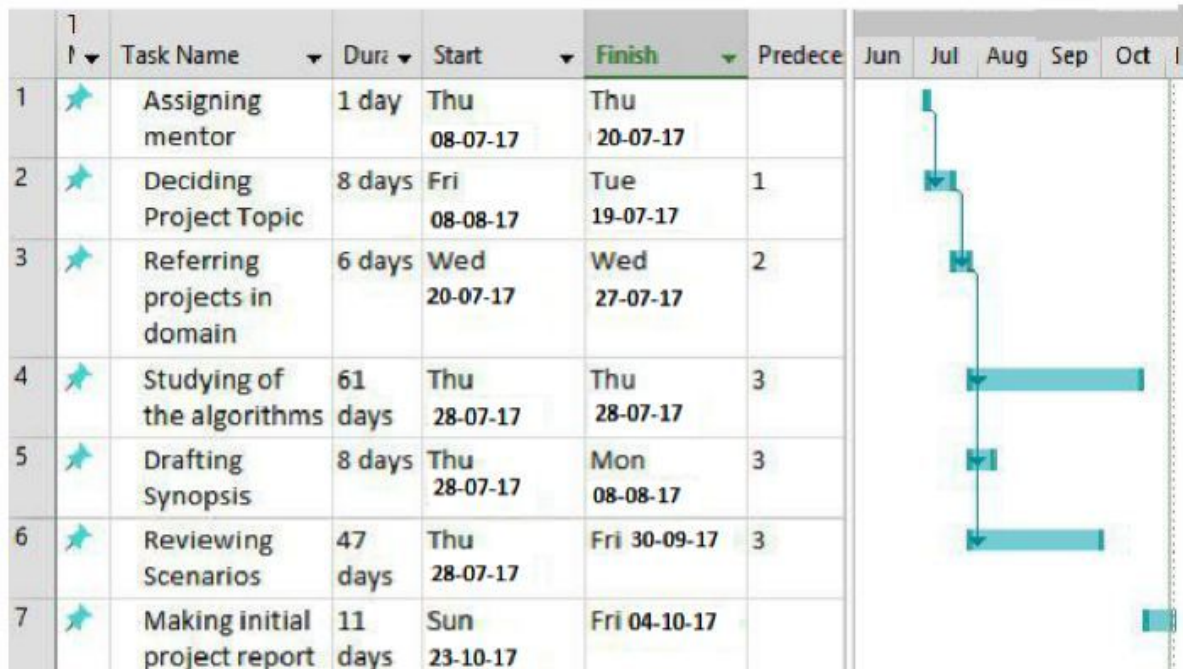 Task Name Dura Start Finish Predece Jun Jul Aug Sep Oct
1 Assigning 1 day Thu Thu
mentor 08-07-17 20-07-17
2 Deciding 8 days Fri Tue 1
Project Topic 08-08-17 19-07-17
3 Referring 6 days Wed Wed 2
projects in 20-07-17 27-07-17
domain
4 Studying of 61 Thu Thu 3
the algorithms days 28-07-17 28-07-17
5 Drafting 8 days Thu Mon 3
Synopsis 28-07-17 08-08-17
6 Reviewing 47 Thu Fri 30-09-17 3
Scenarios days 28-07-17
7 Making initial 11 Sun Fri 04-10-17
project report days 23-10-17